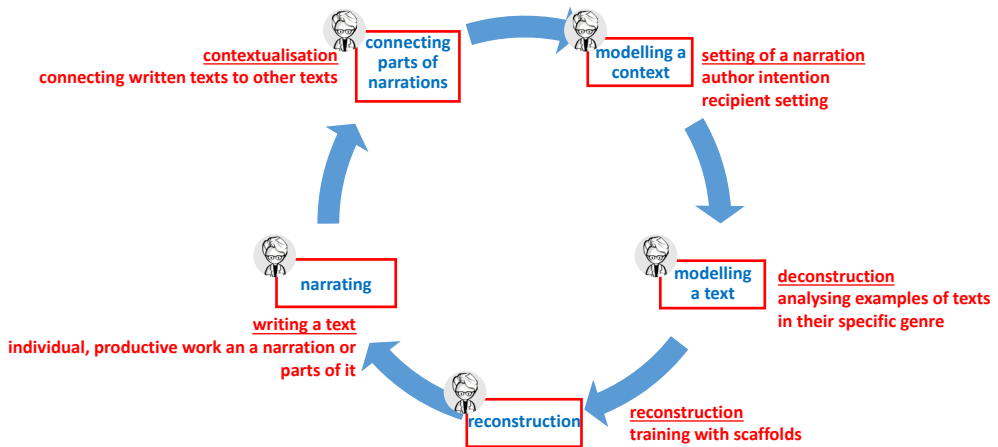 contextualisation
connecting written texts to other texts
connecting
parts of
narrations
modelling a
context
setting of a narration
author intention
recipient setting
modelling
a text
deconstruction
analysing examples of texts
in their specific genre
reconstruction
reconstruction
training with scaffolds
narrating
writing a text
individual, productive work an a narration or
parts of it